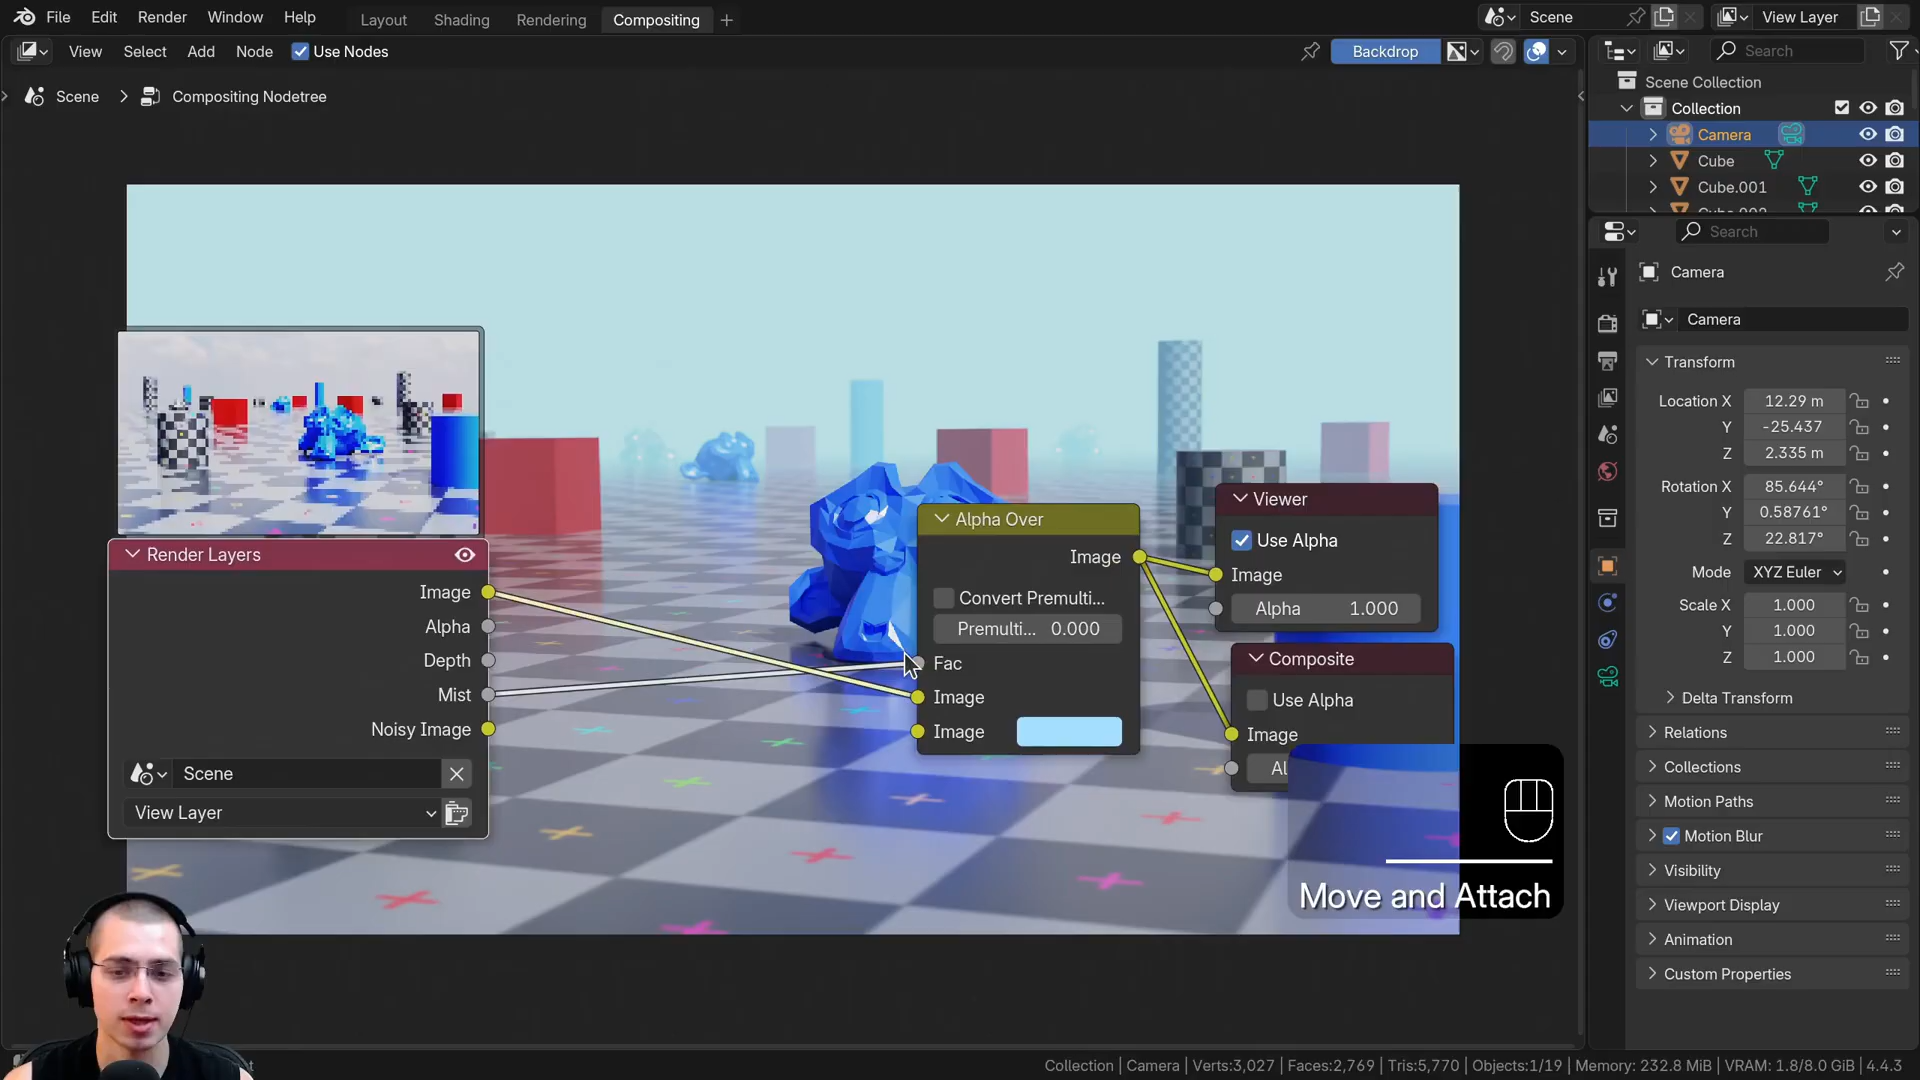 File Edit Render Window Help Layout Shading Rendering Compositing Scene View Layer
View Select Add Node Use Nodes Backdrop Search
Scene Compositing Nodetree
Scene Collection
Collection
Camera
Cube
Cube.001
Search
Camera
Camera
Transform
Location X 12.29 m
Y -25.437
Z 2.335 m
Rotation X 85.644°
Y 0.58761°
Z 22.817°
Mode XYZ Euler
Scale X 1.000
Y 1.000
Z 1.000
Delta Transform
Relations
Collections
Motion Paths
Motion Blur
Visibility
Viewport Display
Animation
Custom Properties
Render Layers
Image
Alpha
Depth
Mist
Noisy Image
Scene
View Layer
Alpha Over
Image
Convert Premulti...
Premulti... 0.000
Fac
Image
Image
Viewer
Use Alpha
Image
Alpha 1.000
Composite
Use Alpha
Image
Al
Move and Attach
Collection | Camera | Verts:3,027 | Faces:2,769 | Tris:5,770 | Objects:1/19 | Memory: 232.8 MiB | VRAM: 1.8/8.0 GiB | 4.4.3